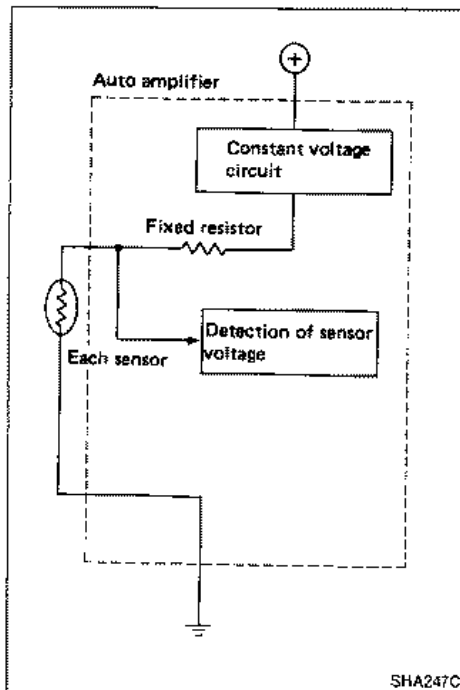 Auto amplifier
+
Constant voltage
circuit
Fixed resistor
Detection of sensor
voltage
Each sensor
SHA247C